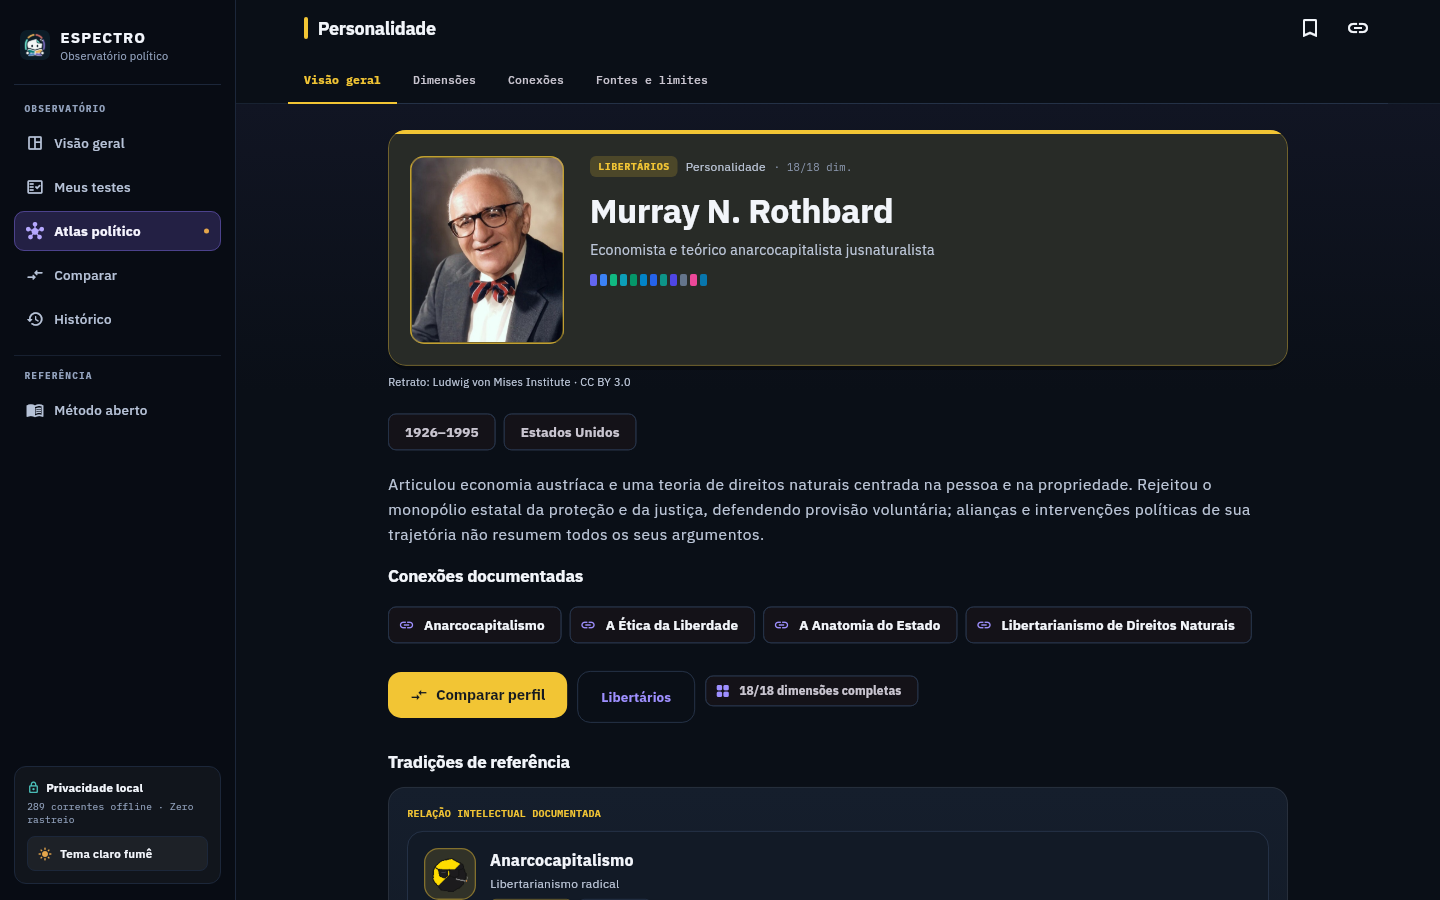 ESPECTRO
Observatório político
OBSERVATÓRIO
Visão geral
Meus testes
Atlas político
Comparar
Histórico
REFERÊNCIA
Método aberto
Privacidade local
289 correntes offline · Zero
rastreio
Tema claro fumê
Personalidade
Visão geral
Dimensões
Conexões
Fontes e limites
LIBERTÁRIOS Personalidade · 18/18 dim.
Murray N. Rothbard
Economista e teórico anarcocapitalista jusnaturalista
Retrato: Ludwig von Mises Institute · CC BY 3.0
1926–1995
Estados Unidos
Articulou economia austríaca e uma teoria de direitos naturais centrada na pessoa e na propriedade. Rejeitou o
monopólio estatal da proteção e da justiça, defendendo provisão voluntária; alianças e intervenções políticas de sua
trajetória não resumem todos os seus argumentos.
Conexões documentadas
Anarcocapitalismo
A Ética da Liberdade
A Anatomia do Estado
Libertarianismo de Direitos Naturais
Comparar perfil
Libertários
18/18 dimensões completas
Tradições de referência
RELAÇÃO INTELECTUAL DOCUMENTADA
Anarcocapitalismo
Libertarianismo radical